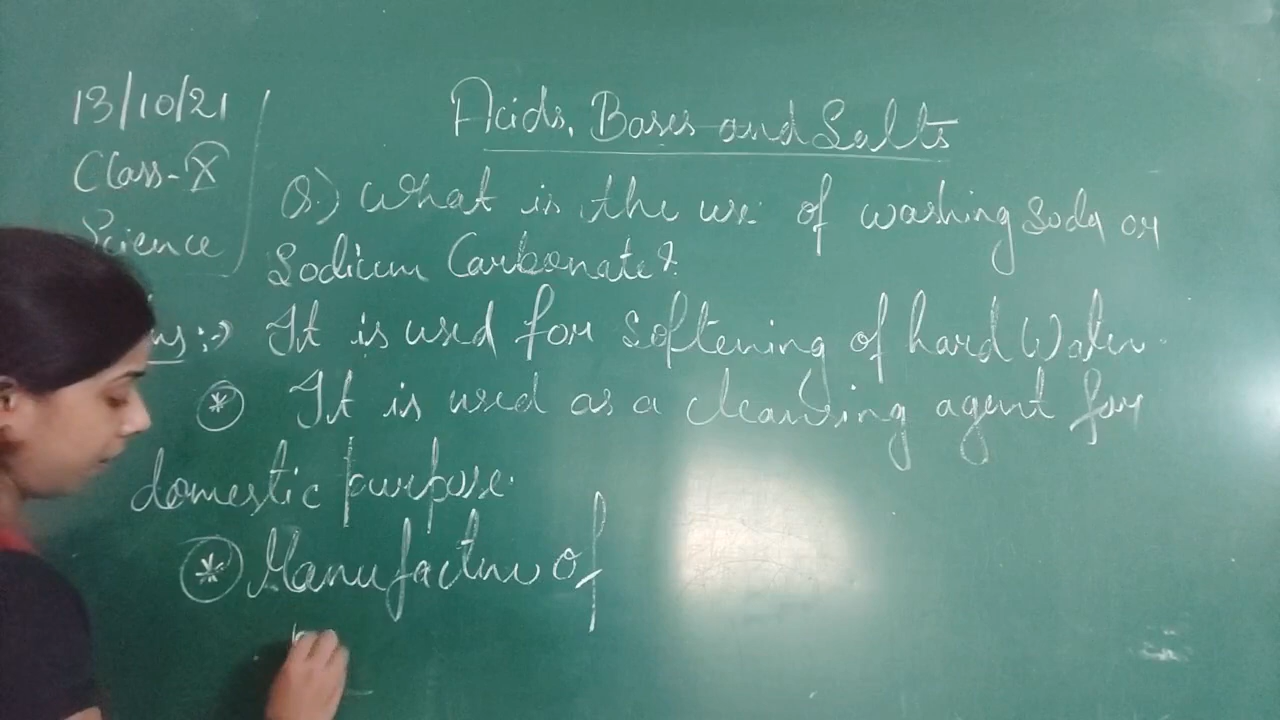 13/10/21
Class-X
Science
Acids, Bases and Salts
Q.) What is the use of washing Soda or
Sodium Carbonate?
Ans:→ It is used for softening of hard Water.
* It is used as a cleansing agent for
domestic purpose.
* Manufacture of